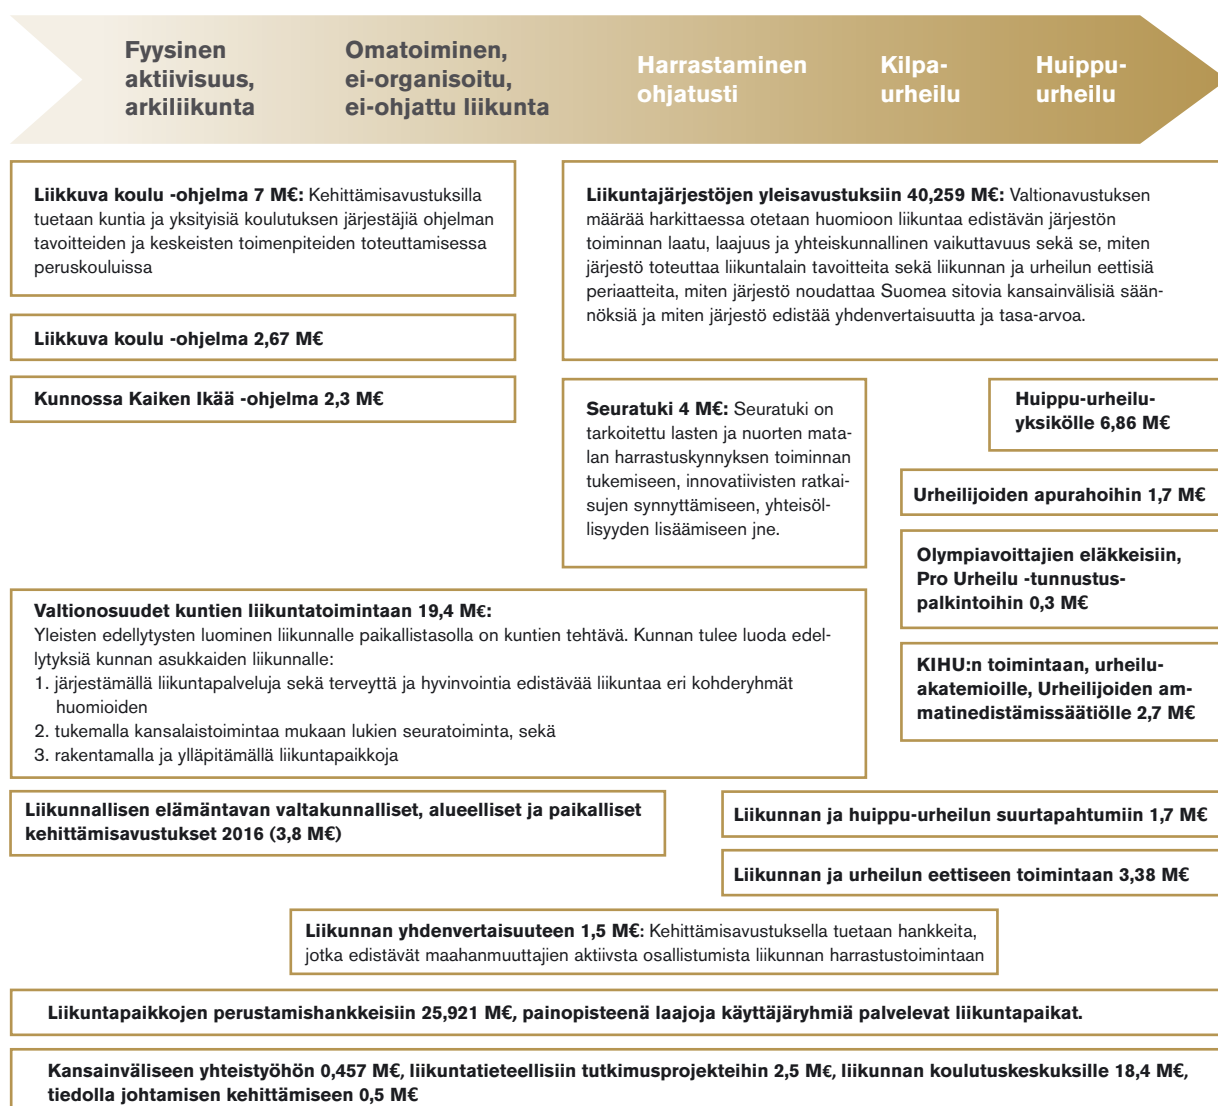 Fyysinen
aktiivisuus,
arkiliikunta
Omatoiminen,
ei-organisoitu,
ei-ohjattu liikunta
Harrastaminen
ohjatusti
Kilpa-
urheilu
Huippu-
urheilu
Liikkuva koulu -ohjelma 7 M€: Kehittämisavustuksilla
tuetaan kuntia ja yksityisiä koulutuksen järjestäjiä ohjelman
tavoitteiden ja keskeisten toimenpiteiden toteuttamisessa
peruskouluissa
Liikkuva koulu -ohjelma 2,67 M€
Kunnossa Kaiken Ikää -ohjelma 2,3 M€
Liikuntajärjestöjen yleisavustuksiin 40,259 M€: Valtionavustuksen
määrää harkittaessa otetaan huomioon liikuntaa edistävän järjestön
toiminnan laatu, laajuus ja yhteiskunnallinen vaikuttavuus sekä se, miten
järjestö toteuttaa liikuntalain tavoitteita sekä liikunnan ja urheilun eettisiä
periaatteita, miten järjestö noudattaa Suomea sitovia kansainvälisiä sään-
nöksiä ja miten järjestö edistää yhdenvertaisuutta ja tasa-arvoa.
Seuratuki 4 M€: Seuratuki on
tarkoitettu lasten ja nuorten mata-
lan harrastuskynnyksen toiminnan
tukemiseen, innovatiivisten ratkai-
sujen synnyttämiseen, yhteisöl-
lisyyden lisäämiseen jne.
Huippu-urheilu-
yksikölle 6,86 M€
Urheilijoiden apurahoihin 1,7 M€
Olympiavoittajien eläkkeisiin,
Pro Urheilu -tunnustus-
palkintoihin 0,3 M€
KIHU:n toimintaan, urheilu-
akatemioille, Urheilijoiden am-
matinedistämissäätiölle 2,7 M€
Valtionosuudet kuntien liikuntatoimintaan 19,4 M€:
Yleisten edellytysten luominen liikunnalle paikallistasolla on kuntien tehtävä. Kunnan tulee luoda edel-
lytyksiä kunnan asukkaiden liikunnalle:
1. järjestämällä liikuntapalveluja sekä terveyttä ja hyvinvointia edistävää liikuntaa eri kohderyhmät
huomioiden
2. tukemalla kansalaistoimintaa mukaan lukien seuratoiminta, sekä
3. rakentamalla ja ylläpitämällä liikuntapaikkoja
Liikunnallisen elämäntavan valtakunnalliset, alueelliset ja paikalliset
kehittämisavustukset 2016 (3,8 M€)
Liikunnan ja huippu-urheilun suurtapahtumiin 1,7 M€
Liikunnan ja urheilun eettiseen toimintaan 3,38 M€
Liikunnan yhdenvertaisuuteen 1,5 M€: Kehittämisavustuksella tuetaan hankkeita,
jotka edistävät maahanmuuttajien aktiivsta osallistumista liikunnan harrastustoimintaan
Liikuntapaikkojen perustamishankkeisiin 25,921 M€, painopisteenä laajoja käyttäjäryhmiä palvelevat liikuntapaikat.
Kansainväliseen yhteistyöhön 0,457 M€, liikuntatieteellisiin tutkimusprojekteihin 2,5 M€, liikunnan koulutuskeskuksille 18,4 M€,
tiedolla johtamisen kehittämiseen 0,5 M€